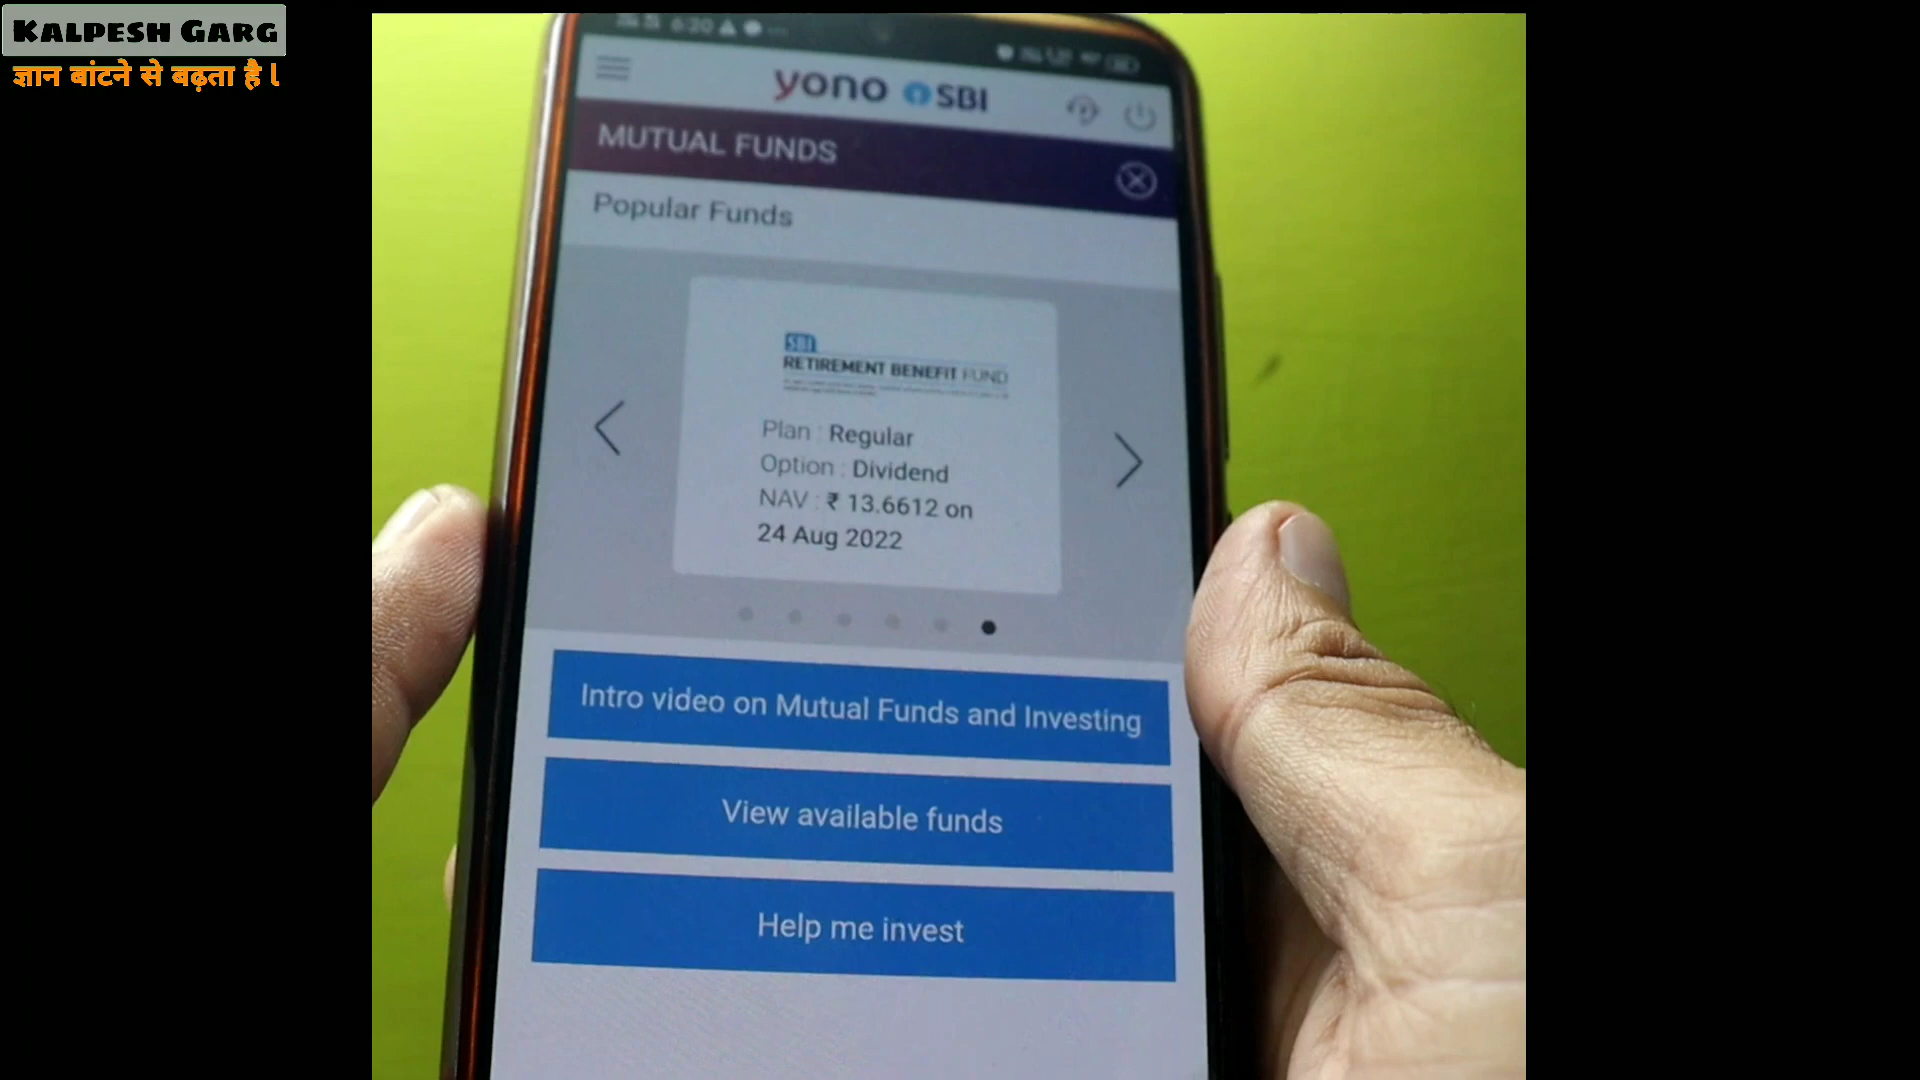 KALPESH GARG
ज्ञान बांटने से बढ़ता है l
6:20
yono SBI
MUTUAL FUNDS
Popular Funds
SBI
RETIREMENT BENEFIT FUND
Plan : Regular
Option : Dividend
NAV : ₹ 13.6612 on
24 Aug 2022
Intro video on Mutual Funds and Investing
View available funds
Help me invest